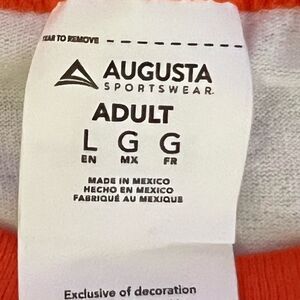 TEAR TO REMOVE
AUGUSTA
SPORTSWEAR
ADULT
L G G
EN MX FR
MADE IN MEXICO
HECHO EN MEXICO
FABRIQUÉ AU MEXIQUE
Exclusive of decoration